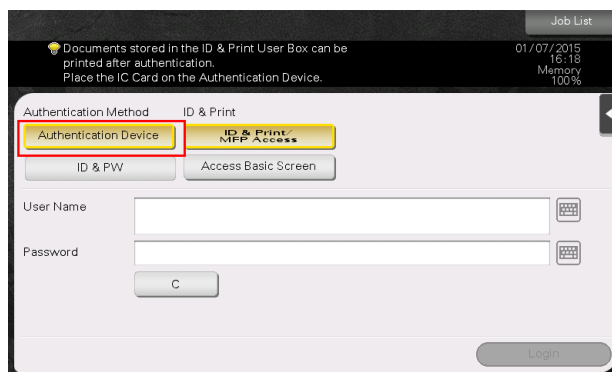 Job List
Documents stored in the ID & Print User Box can be
printed after authentication.
Place the IC Card on the Authentication Device.
01/07/2015
16:18
Memory
100%
Authentication Method
ID & Print
Authentication Device
ID & Print/
MFP Access
ID & PW
Access Basic Screen
User Name
Password
C
Login